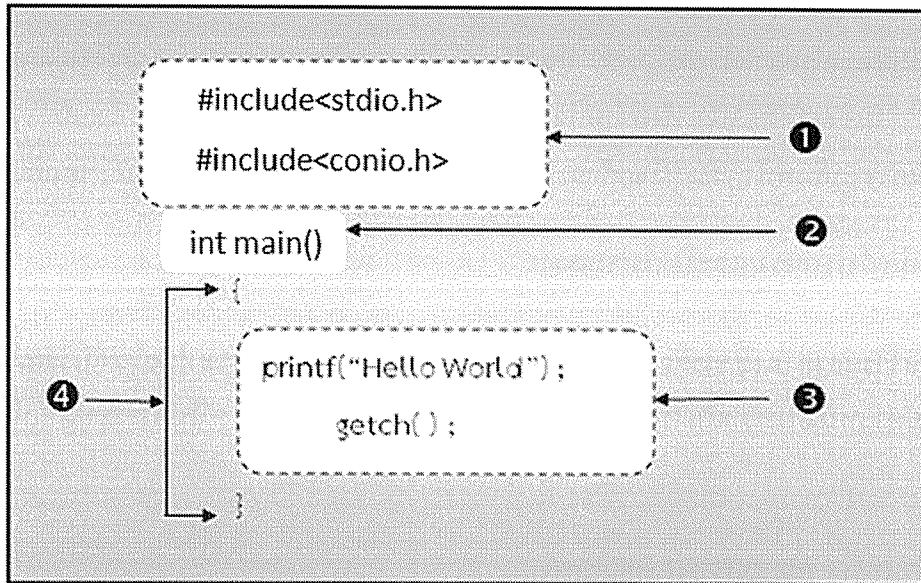 #include<stdio.h>
❶
#include<conio.h>
int main()
❷
{
printf("Hello World") ;
❹
❸
getch( ) ;
}